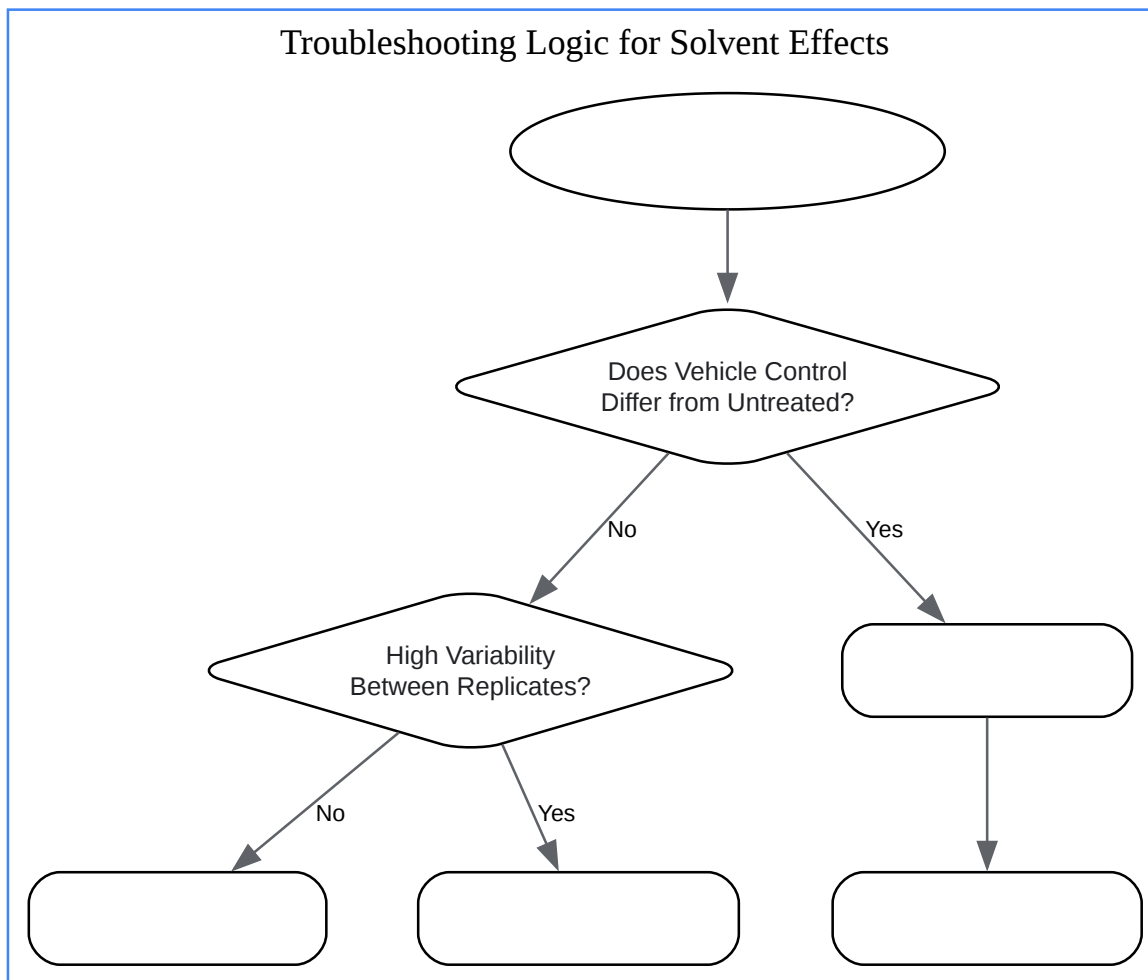 Troubleshooting Logic for Solvent Effects
Does Vehicle Control
Differ from Untreated?
No
Yes
High Variability
Between Replicates?
No
Yes